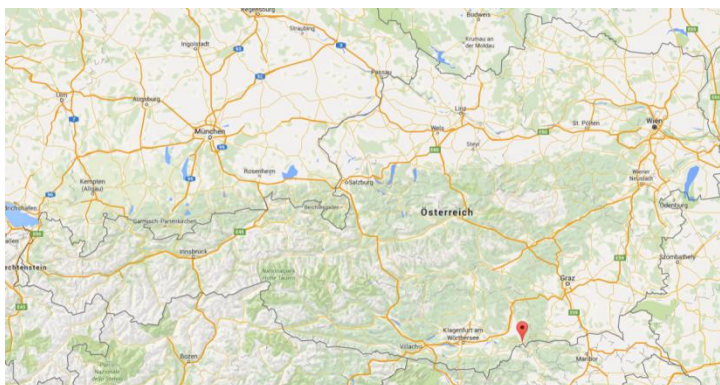 Regensburg
Straubing
Budweis
Krumau
an der
Moldau
Ingolstadt
Passau
Ulm
Augsburg
München
Linz
Wels
Steyr
St. Pölten
Wien
Rosenheim
Salzburg
Wiener
Neustadt
Kempten
(Allgäu)
Garmisch-Partenkirchen
Österreich
Ödenburg
Innsbruck
Szombathely
Graz
Klagenfurt am
Wörthersee
Villach
Bozen
Maribor